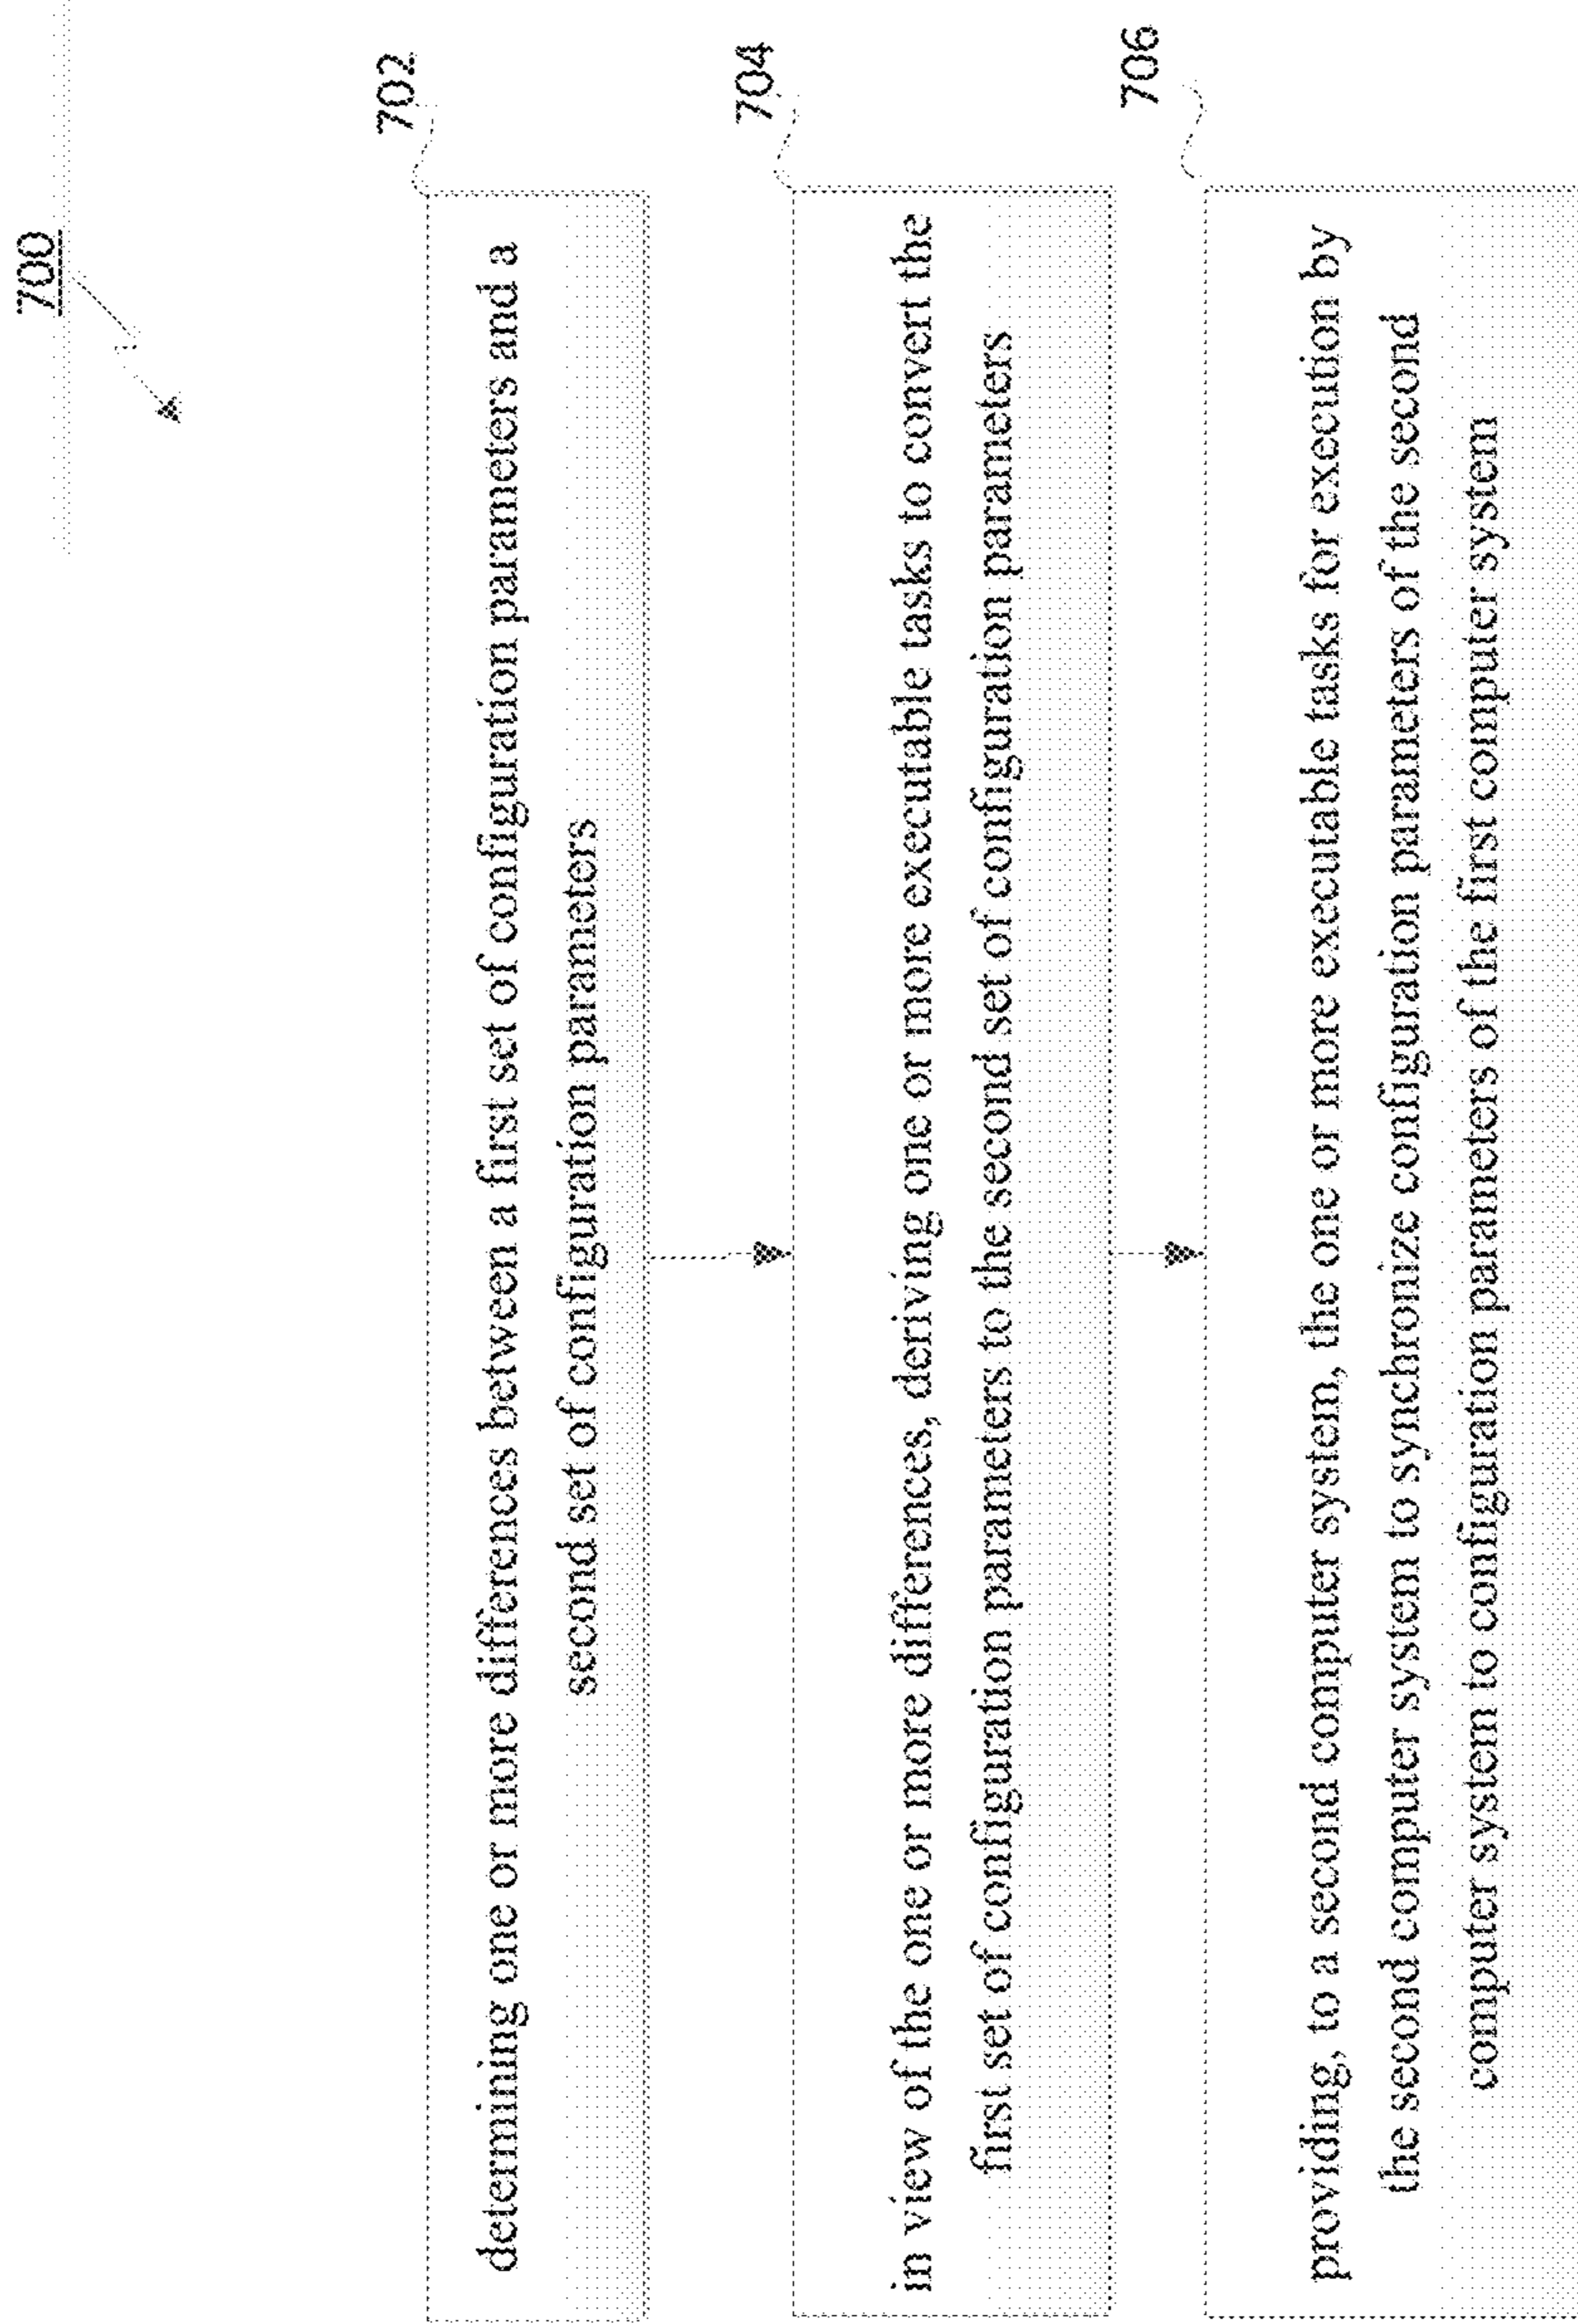 700
702
determining one or more differences between a first set of configuration parameters and a
second set of configuration parameters
704
in view of the one or more differences, deriving one or more executable tasks to convert the
first set of configuration parameters to the second set of configuration parameters
706
providing, to a second computer system, the one or more executable tasks for execution by
the second computer system to synchronize configuration parameters of the second
computer system to configuration parameters of the first computer system